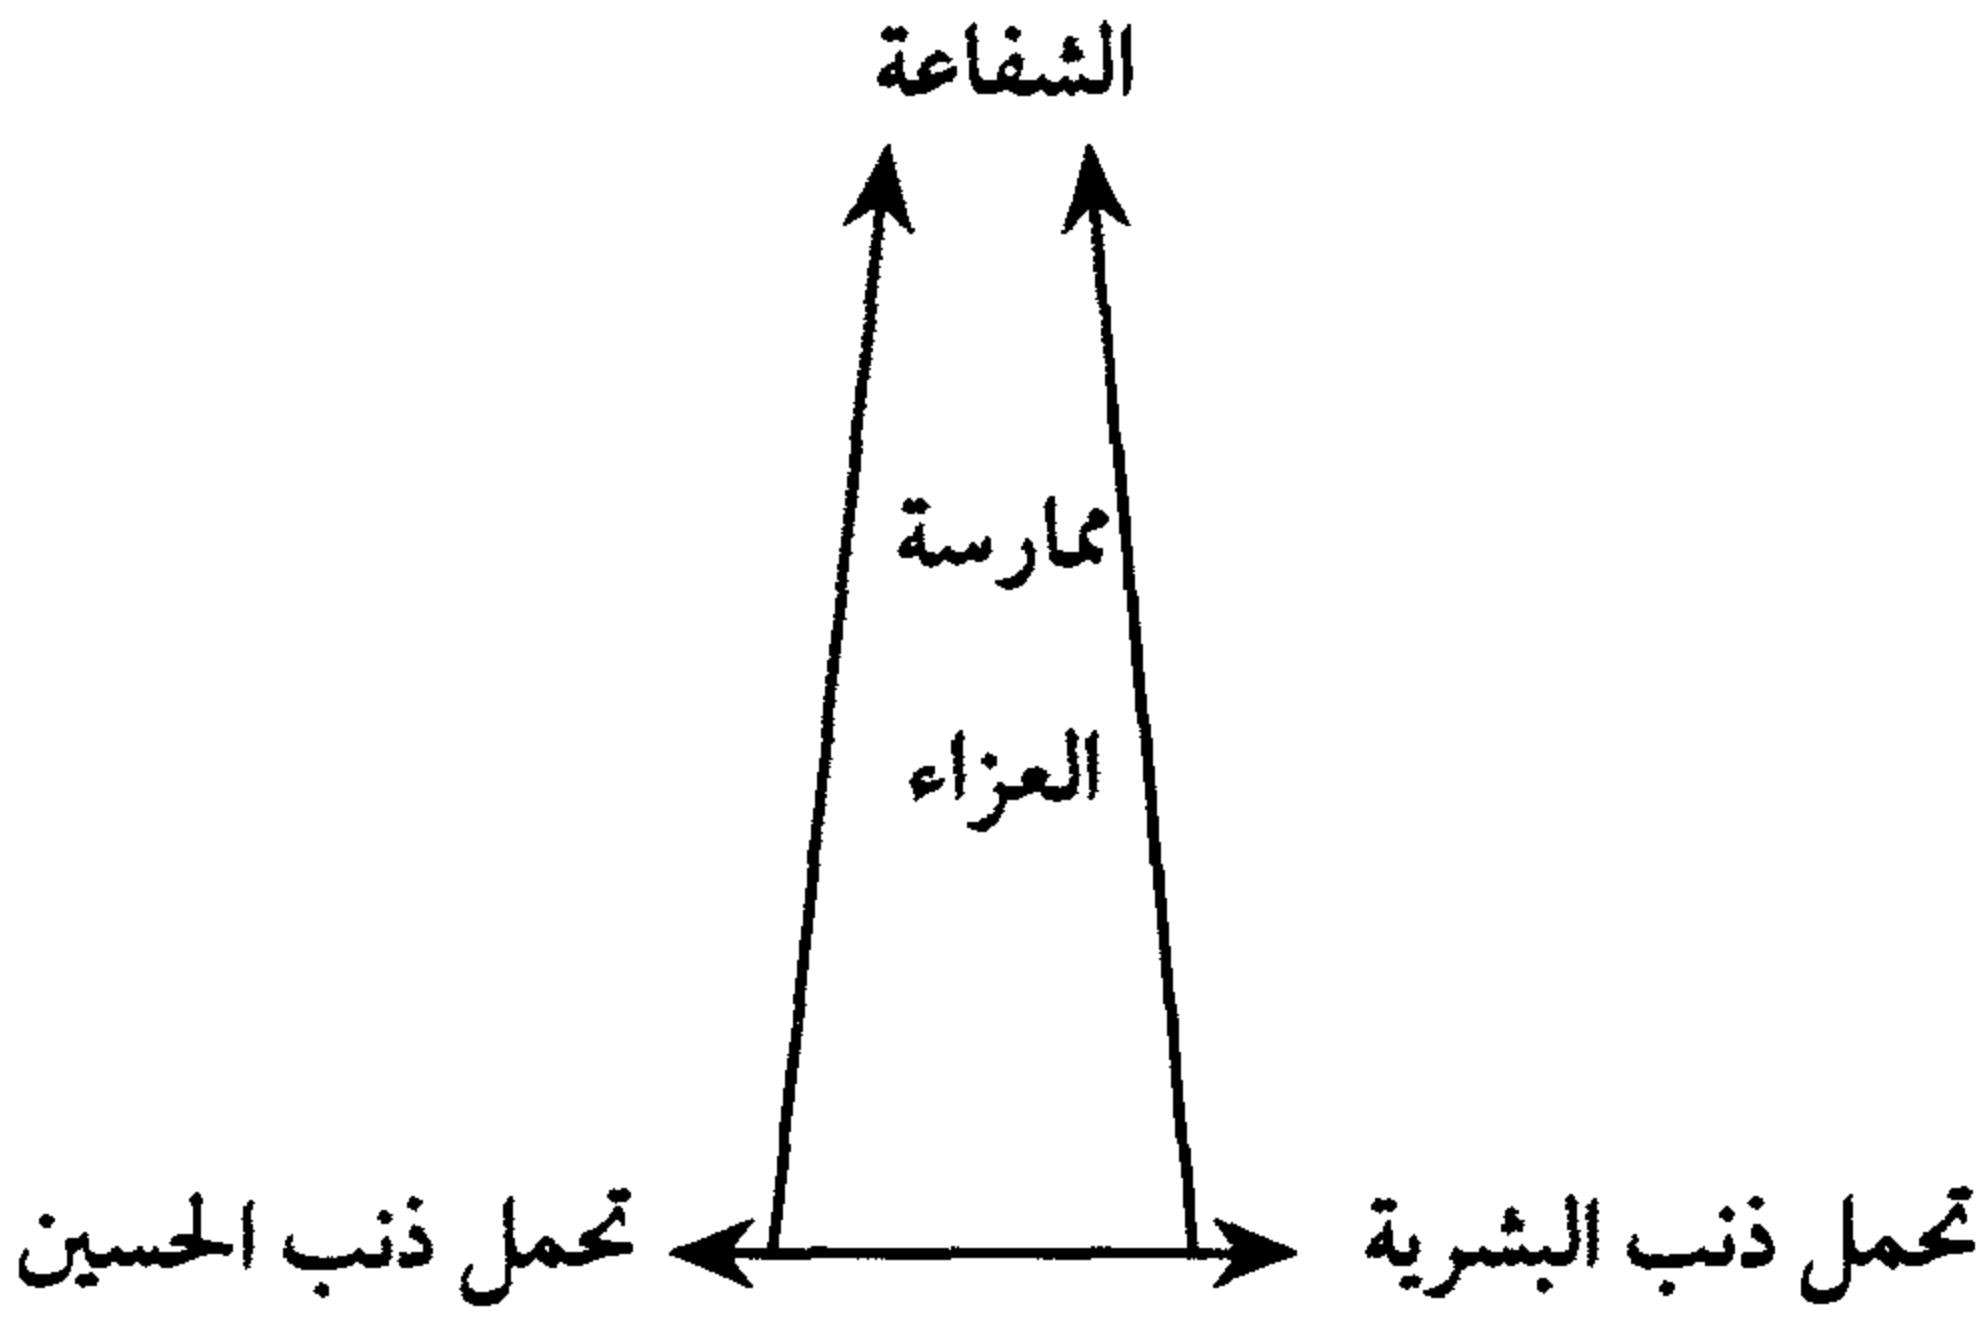 الشفاعة
ممارسة
العزاء
تحمل ذنب البشرية
تحمل ذنب الحسين